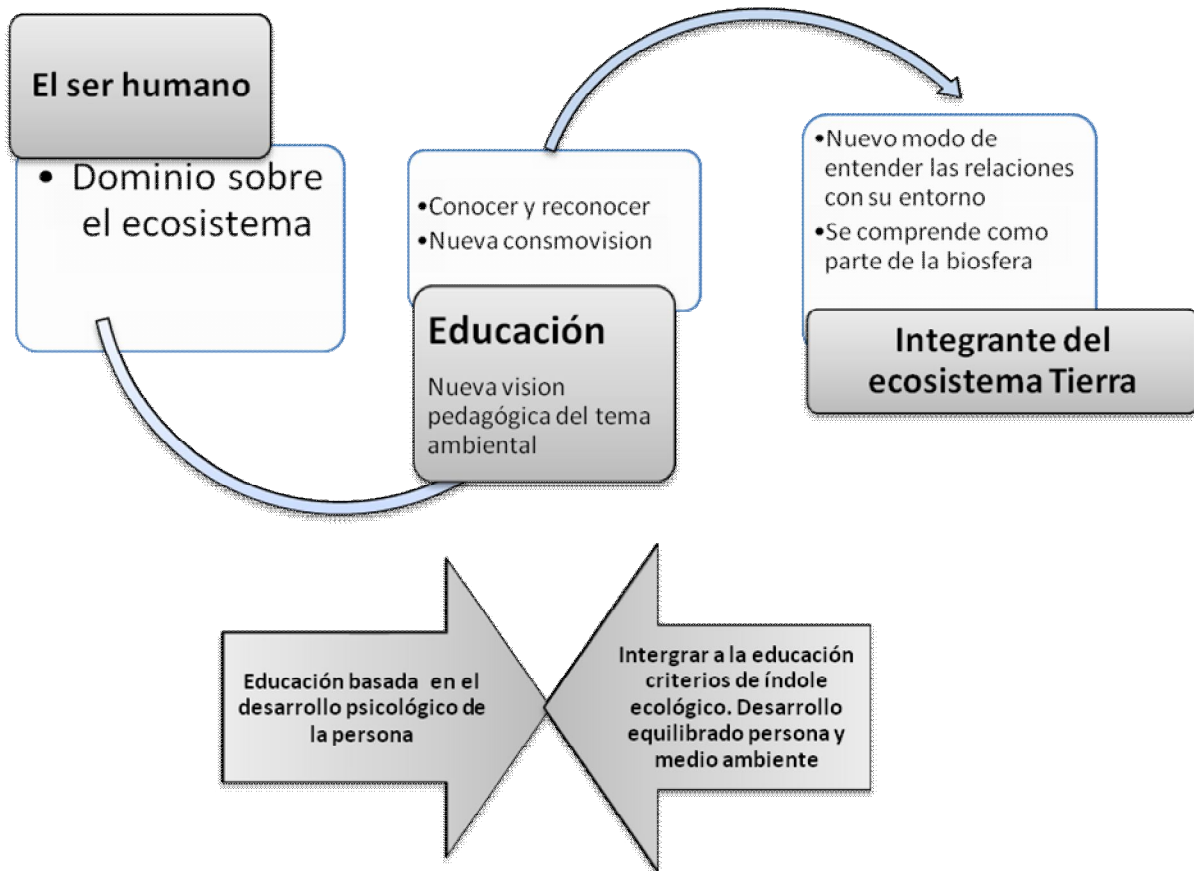 El ser humano
• Dominio sobre
el ecosistema
•Conocer y reconocer
•Nueva consmovision
Educación
Nueva vision
pedagógica del tema
ambiental
•Nuevo modo de
entender las relaciones
con su entorno
•Se comprende como
parte de la biosfera
Integrante del
ecosistema Tierra
Educación basada en el
desarrollo psicológico de
la persona
Intergrar a la educación
criterios de índole
ecológico. Desarrollo
equilibrado persona y
medio ambiente